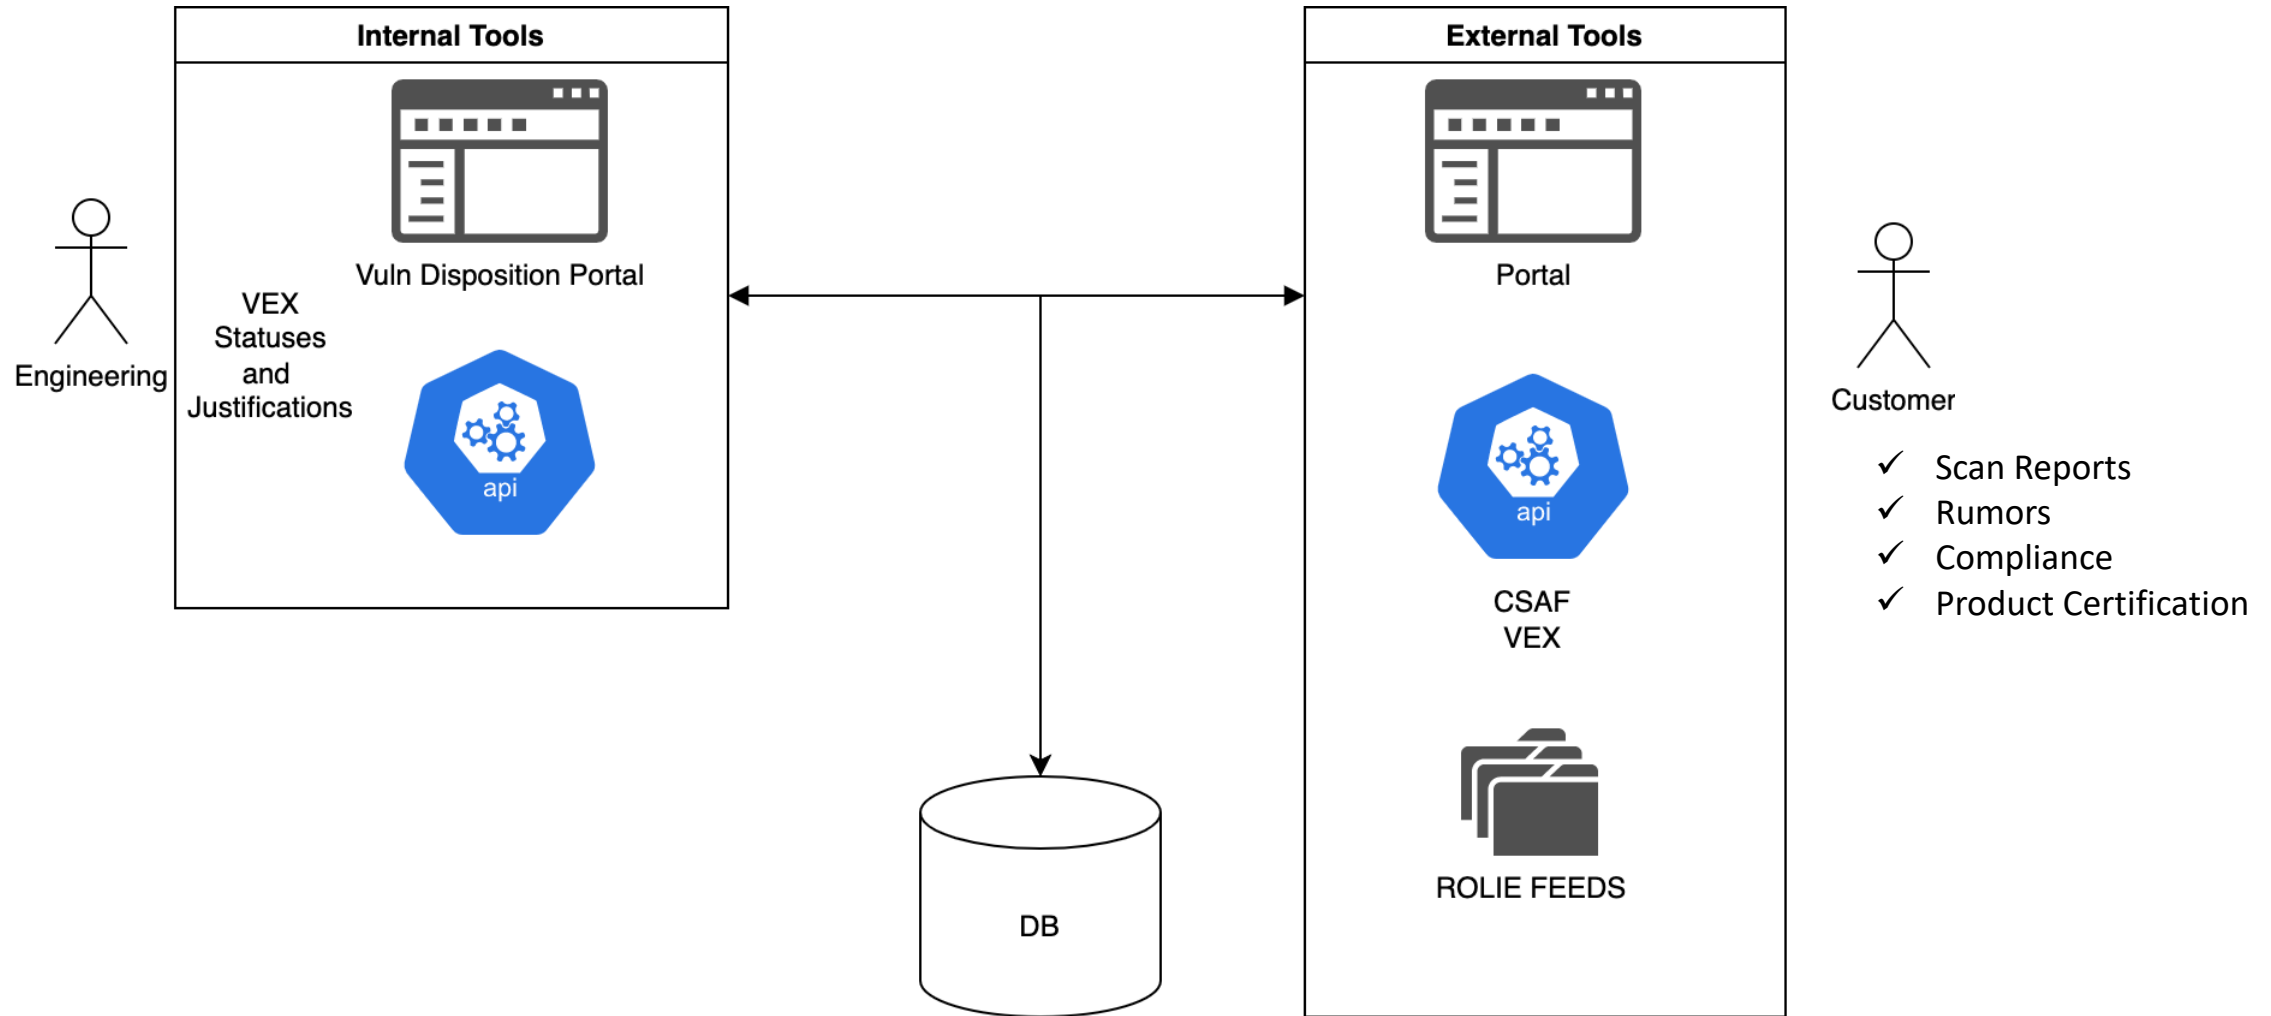 Internal Tools
Vuln Disposition Portal
VEX
Statuses
and
Justifications
api
Engineering
DB
External Tools
Portal
api
CSAF
VEX
ROLIE FEEDS
Customer
✓ Scan Reports
✓ Rumors
✓ Compliance
✓ Product Certification